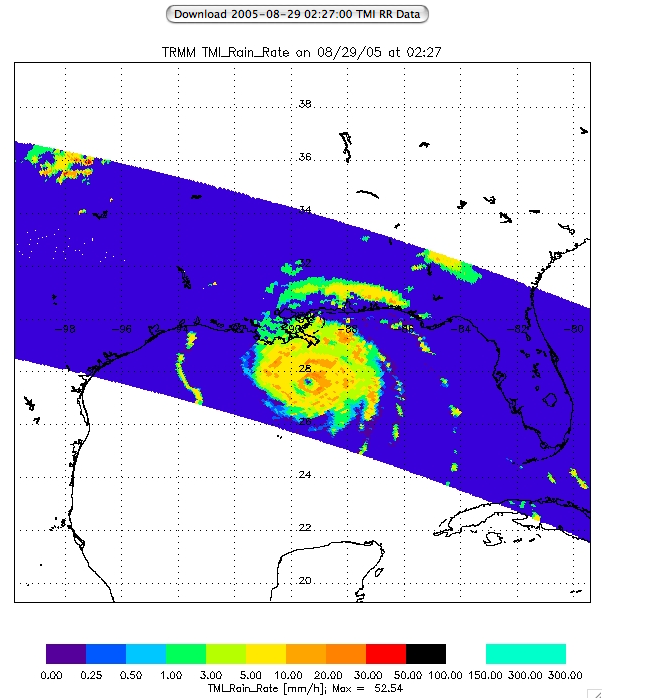 Download 2005-08-29 02:27:00 TMI RR Data
TRMM TMI_Rain_Rate on 08/29/05 at 02:27
38
36
34
32
-98 -96 -94 -88 -86 -84 -82 -80
28
26
24
22
20
0.00 0.25 0.50 1.00 3.00 5.00 10.00 20.00 30.00 50.00 100.00 150.00 300.00 300.00
TMI_Rain_Rate [mm/h]; Max = 52.54